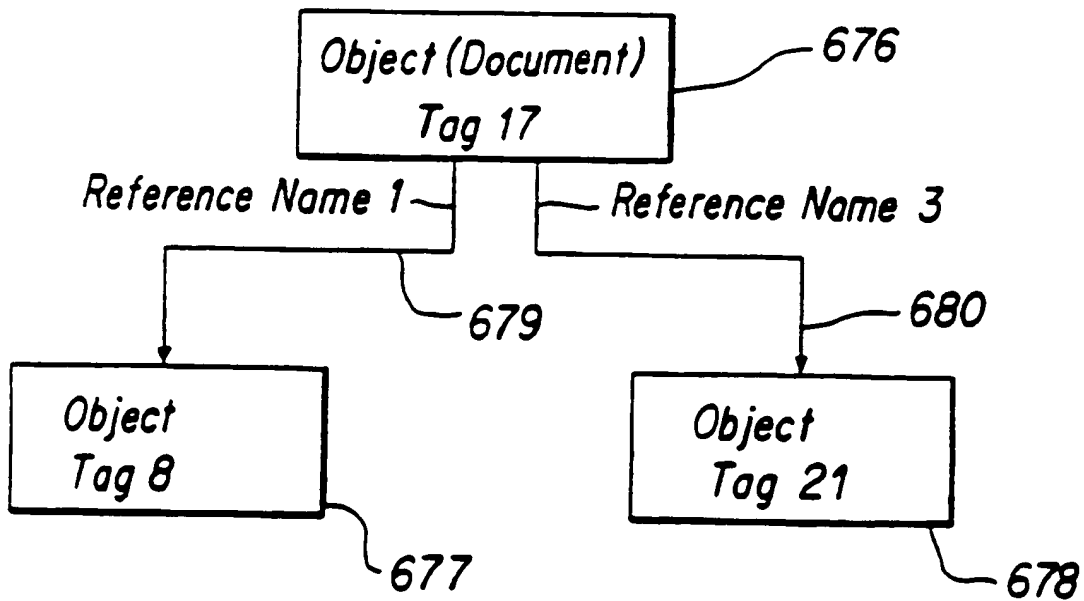 Object (Document)
Tag 17
676
Reference Name 1
Reference Name 3
679
680
Object
Tag 8
Object
Tag 21
677
678